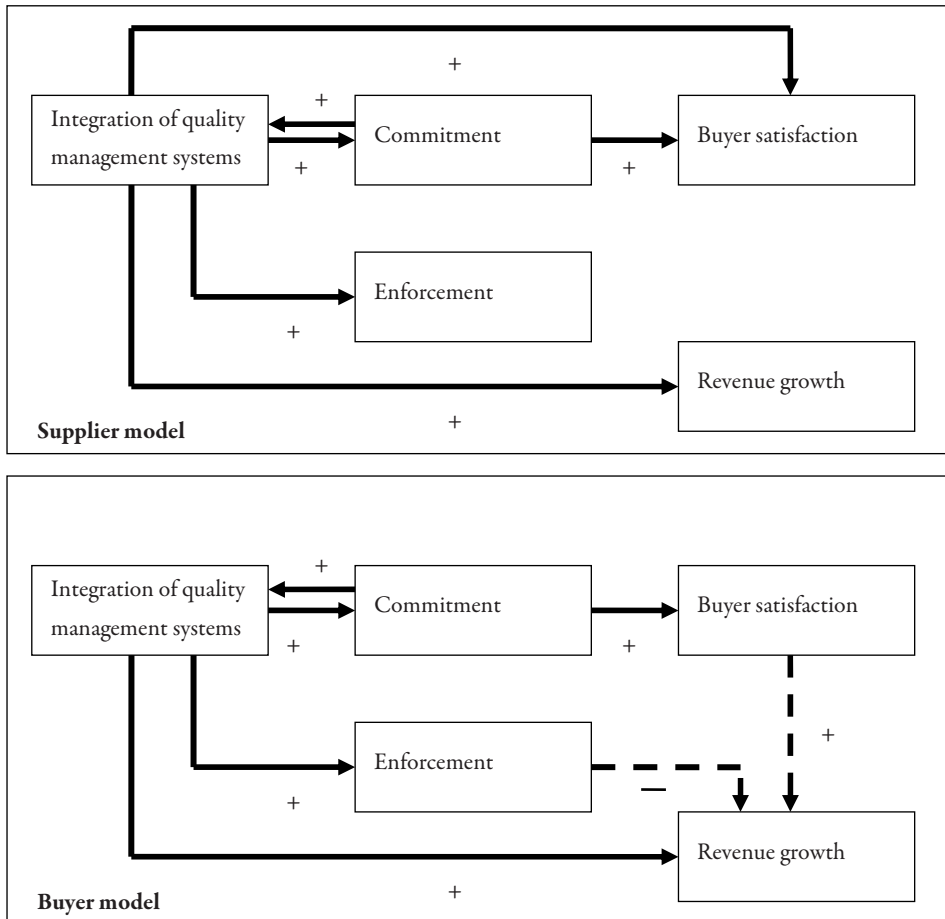 +
+
Integration of quality
management systems
Commitment
Buyer satisfaction
+
+
Enforcement
+
Revenue growth
+
Supplier model
+
Integration of quality
management systems
Commitment
Buyer satisfaction
+
+
+
Enforcement
—
+
Revenue growth
+
Buyer model